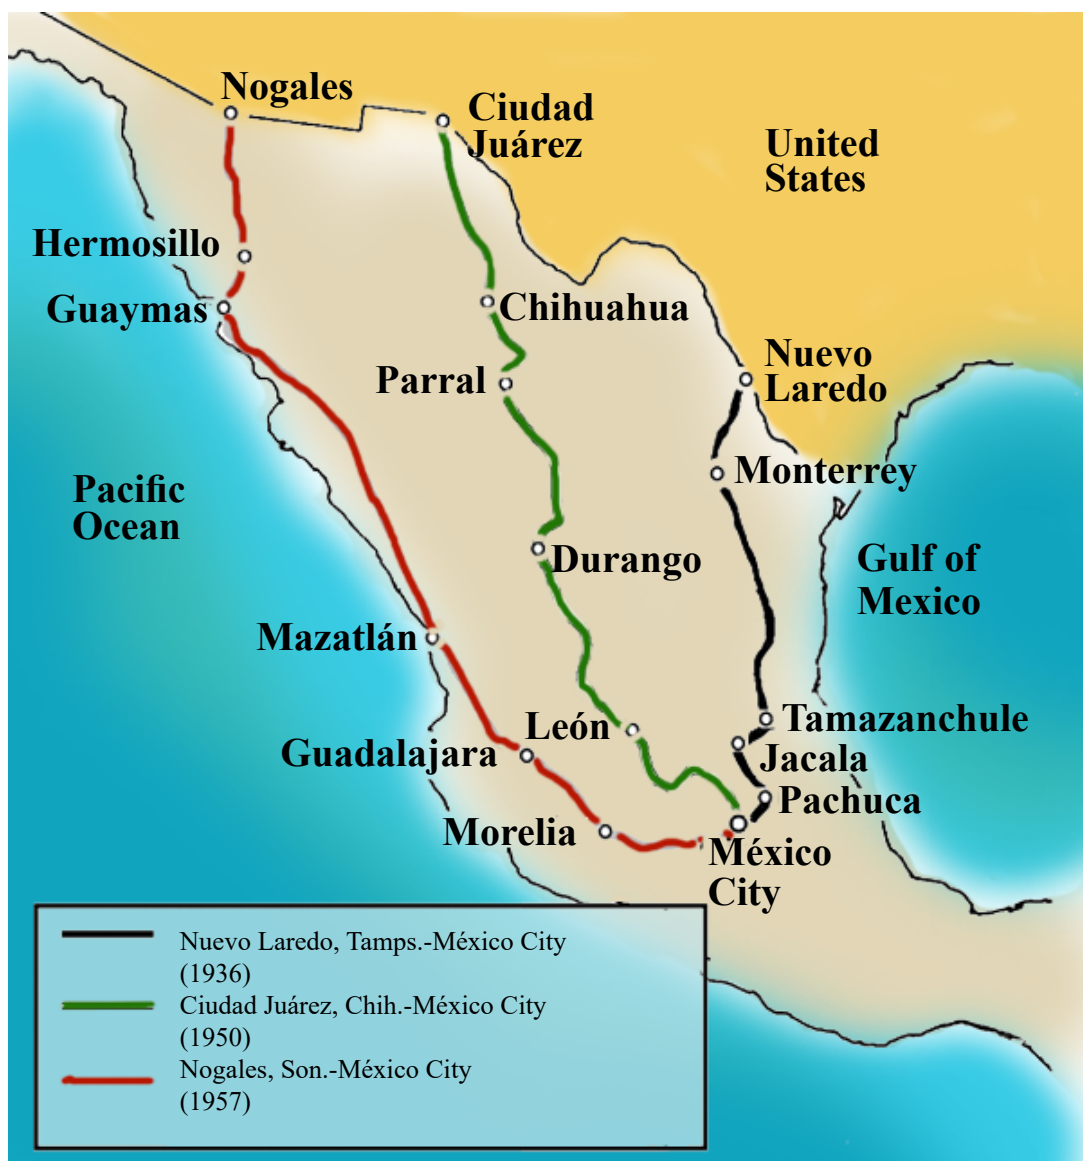 Nogales
Ciudad
Juárez
United
States
Hermosillo
Guaymas
Chihuahua
Parral
Nuevo
Laredo
Monterrey
Pacific
Ocean
Durango
Gulf of
Mexico
Mazatlán
León
Tamazanchule
Guadalajara
Jacala
Pachuca
Morelia
México
City
Nuevo Laredo, Tamps.-México City
(1936)
Ciudad Juárez, Chih.-México City
(1950)
Nogales, Son.-México City
(1957)